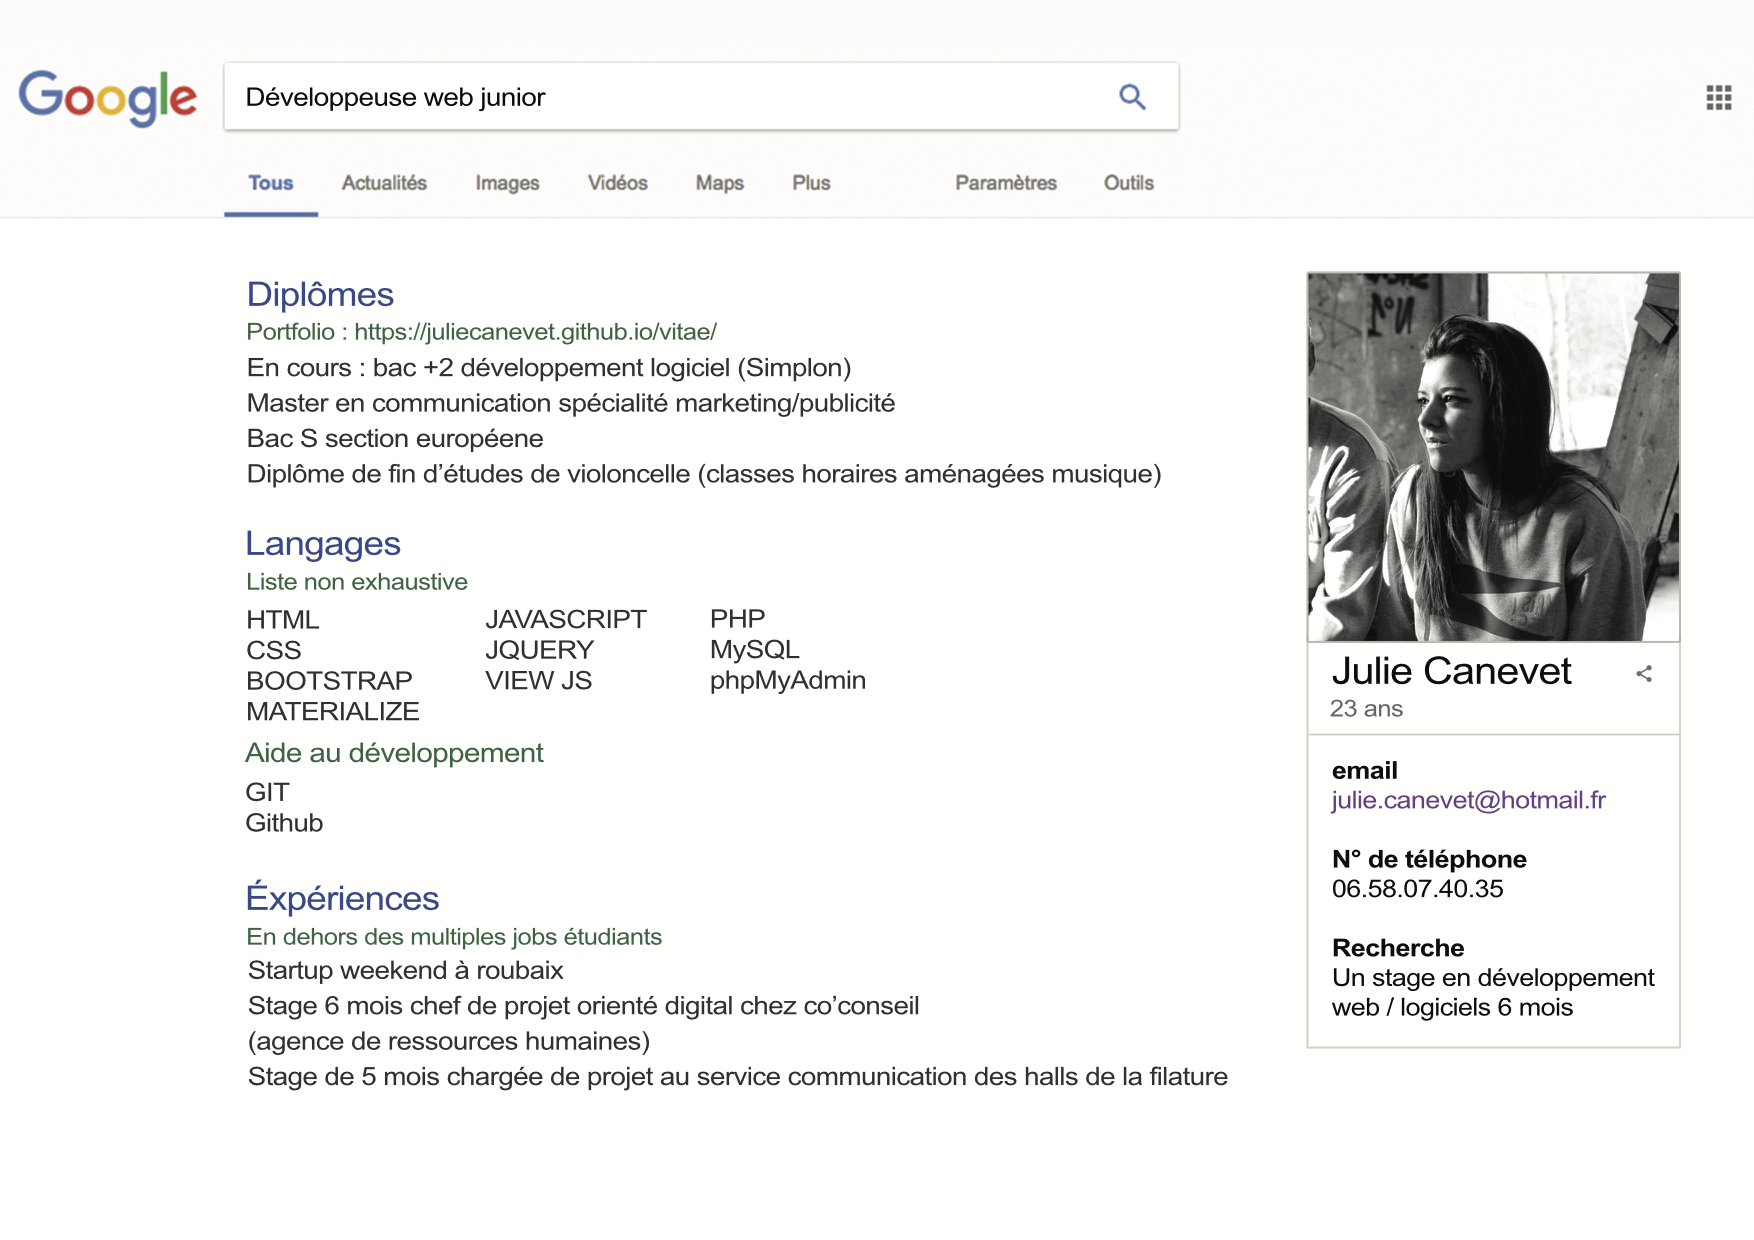 Google
Développeuse web junior
Tous Actualités Images Vidéos Maps Plus Paramètres Outils
Diplômes
Portfolio : https://juliecanevet.github.io/vitae/
En cours : bac +2 développement logiciel (Simplon)
Master en communication spécialité marketing/publicité
Bac S section européene
Diplôme de fin d’études de violoncelle (classes horaires aménagées musique)
Langages
Liste non exhaustive
HTML JAVASCRIPT PHP
CSS JQUERY MySQL
BOOTSTRAP VIEW JS phpMyAdmin
MATERIALIZE
Aide au développement
GIT
Github
Éxpériences
En dehors des multiples jobs étudiants
Startup weekend à roubaix
Stage 6 mois chef de projet orienté digital chez co’conseil
(agence de ressources humaines)
Stage de 5 mois chargée de projet au service communication des halls de la filature
Julie Canevet
23 ans
email
julie.canevet@hotmail.fr
N° de téléphone
06.58.07.40.35
Recherche
Un stage en développement
web / logiciels 6 mois